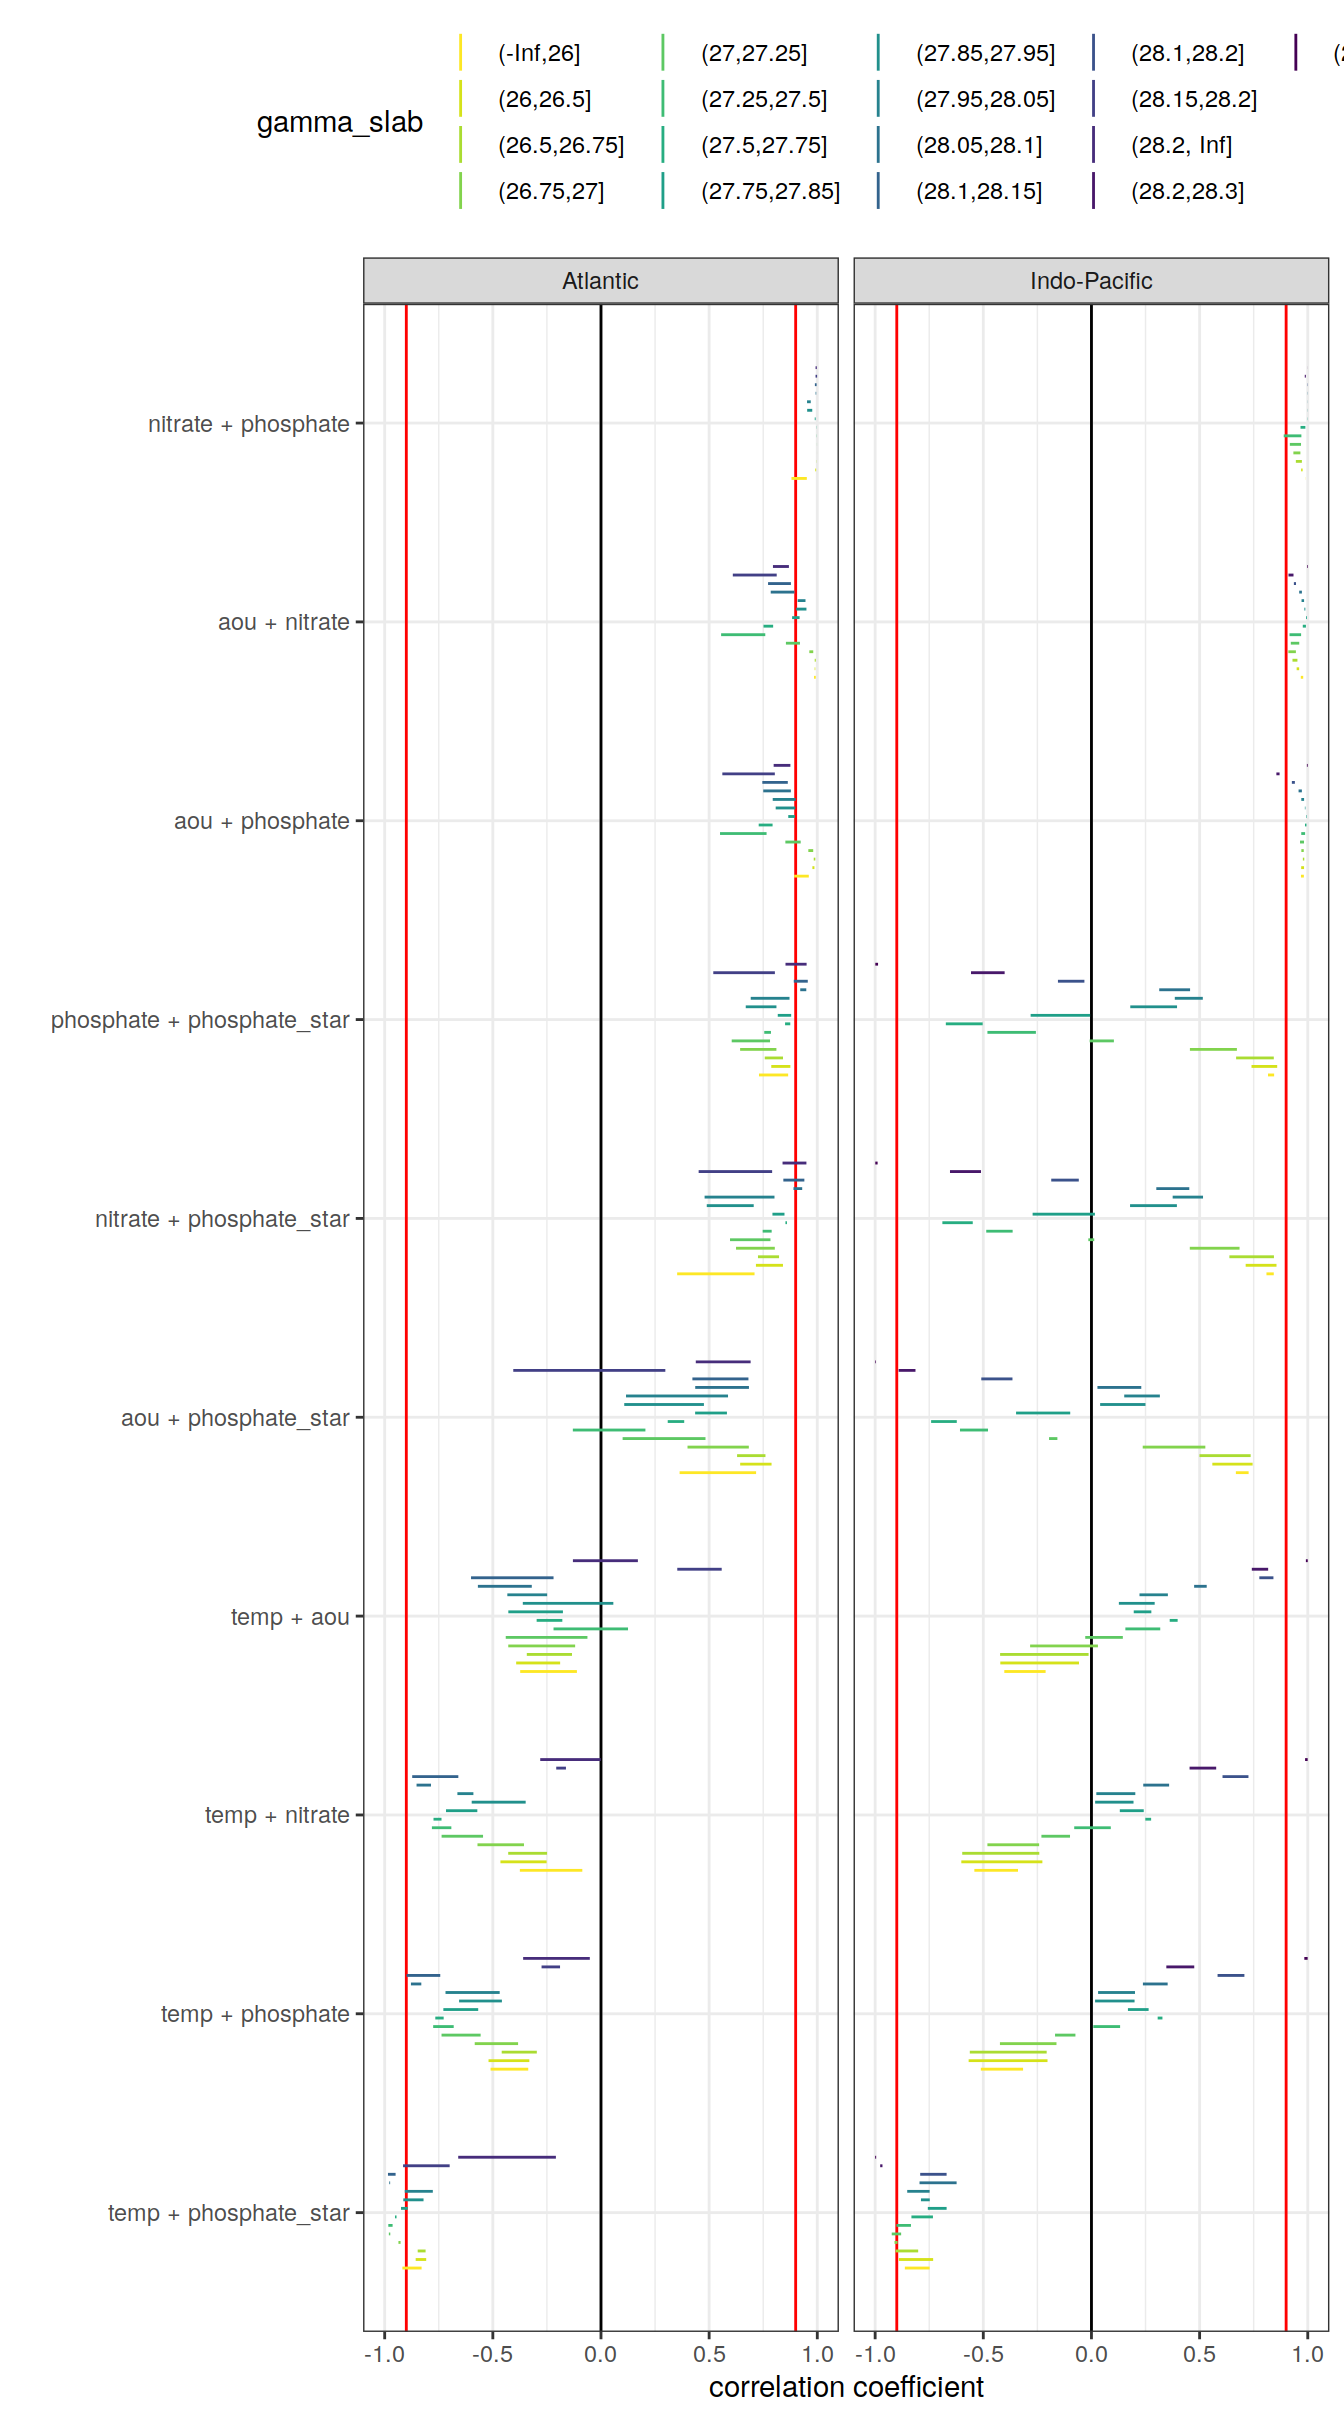 (-Inf,26] (27,27.25] (27.85,27.95] (28.1,28.2]
(26,26.5] (27.25,27.5] (27.95,28.05] (28.15,28.2]
gamma_slab
(26.5,26.75] (27.5,27.75] (28.05,28.1] (28.2, Inf]
(26.75,27] (27.75,27.85] (28.1,28.15] (28.2,28.3]
Atlantic Indo-Pacific
nitrate + phosphate
aou + nitrate
aou + phosphate
phosphate + phosphate_star
nitrate + phosphate_star
aou + phosphate_star
temp + aou
temp + nitrate
temp + phosphate
temp + phosphate_star
-1.0 -0.5 0.0 0.5 1.0 -1.0 -0.5 0.0 0.5 1.0
correlation coefficient